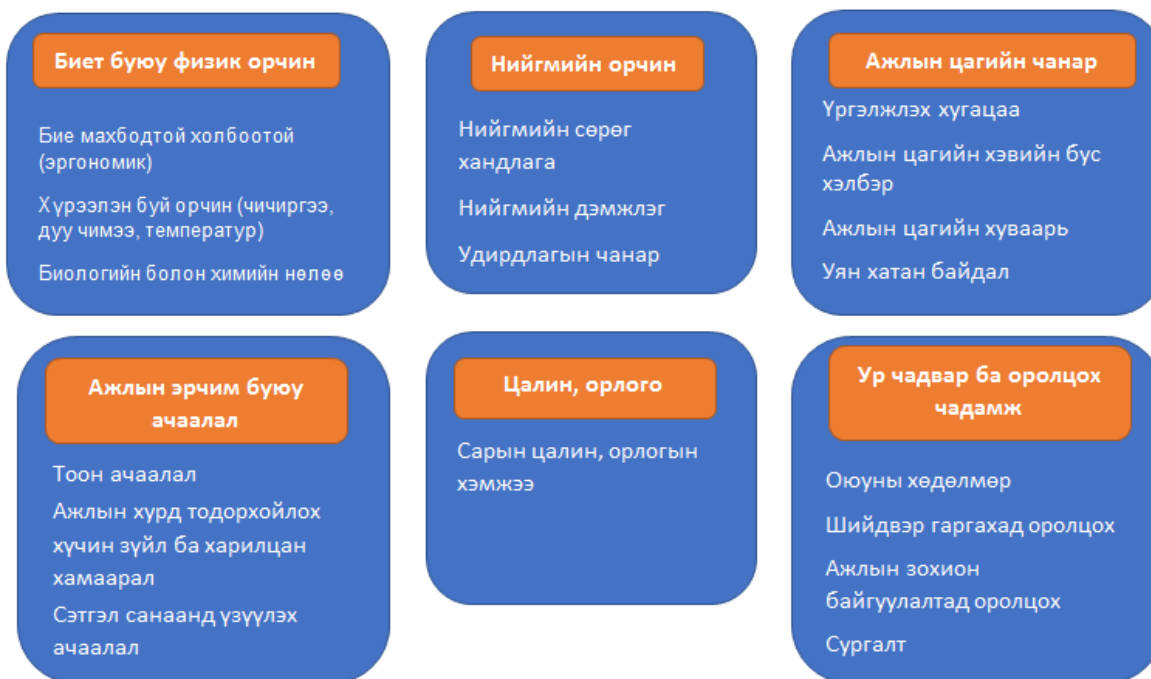 Биет буюу физик орчин
Бие махбодтой холбоотой
(эргономик)
Хүрээлэн буй орчин (чичиргээ,
дуу чимээ, температур)
Биологийн болон химийн нөлөө
Нийгмийн орчин
Нийгмийн сөрөг
хандлага
Нийгмийн дэмжлэг
Удирдлагын чанар
Ажлын цагийн чанар
Үргэлжлэх хугацаа
Ажлын цагийн хэвийн бус
хэлбэр
Ажлын цагийн хуваарь
Уян хатан байдал
Ажлын эрчим буюу
ачаалал
Тоон ачаалал
Ажлын хурд тодорхойлох
хүчин зүйл ба харилцан
хамаарал
Сэтгэл санаанд үзүүлэх
ачаалал
Цалин, орлого
Сарын цалин, орлогын
хэмжээ
Ур чадвар ба оролцох
чадамж
Оюуны хөдөлмөр
Шийдвэр гаргахад оролцох
Ажлын зохион
байгуулалтад оролцох
Сургалт